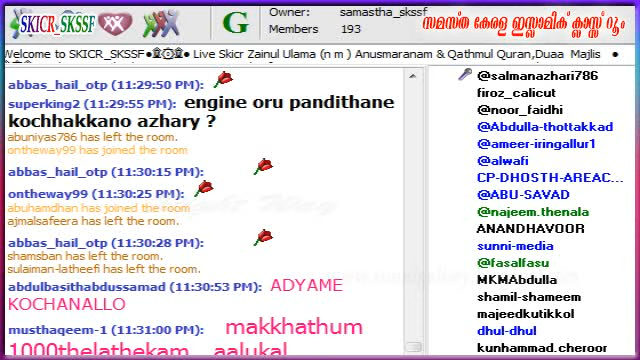 SKICR_SKSSF
G
Owner: samastha_skssf
Members 193
സമസ്ത കേരള ഇസ്ലാമിക് ക്ലാസ്സ് റൂം
Welcome to SKICR_SKSSF●۩۞۩● Live Skicr Zainul Ulama (n m ) Anusmaranam & Qathmul Quran,Duaa Majlis ●
abbas_hail_otp (11:29:50 PM):
superking2 (11:29:55 PM): engine oru pandithane
kochhakkano azhary ?
abuniyas786 has left the room.
ontheway99 has joined the room
abbas_hail_otp (11:30:15 PM):
ontheway99 (11:30:25 PM):
abuhamdhan has joined the room
ajmalsafeera has left the room.
abbas_hail_otp (11:30:28 PM):
shamsban has left the room.
sulaiman-latheefi has left the room.
abdulbasithabdussamad (11:30:53 PM): ADYAME
KOCHANALLO
musthaqeem-1 (11:31:00 PM): makkhathum
1000thelathekam aalukal
@salmanazhari786
firoz_calicut
@noor_faidhi
@Abdulla-thottakkad
@ameer-iringallur1
@alwafi
CP-DHOSTH-AREAC...
@ABU-SAVAD
@najeem.thenala
ANANDHAVOOR
sunni-media
@fasalfasu
MKMAbdulla
shamil-shameem
majeedkutikkol
dhul-dhul
kunhammad.cheroor